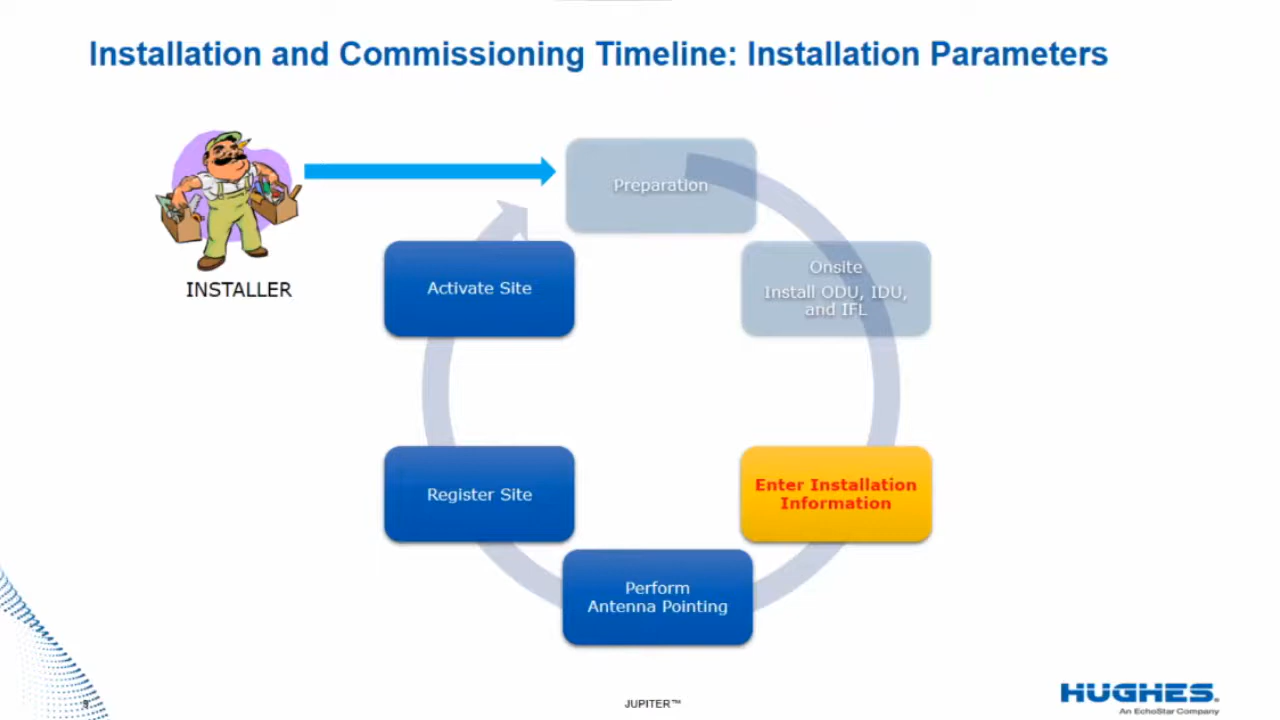 Installation and Commissioning Timeline: Installation Parameters
INSTALLER
Preparation
Onsite
Install ODU, IDU,
and IFL
Enter Installation
Information
Perform
Antenna Pointing
Register Site
Activate Site
JUPITER™
HUGHES.
An EchoStar Company